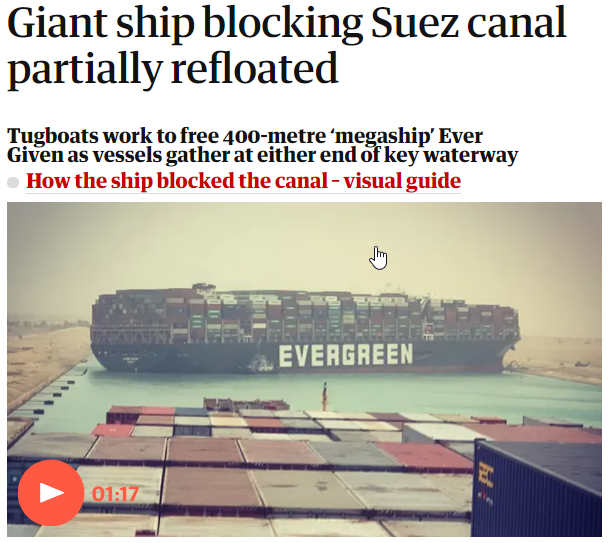 Giant ship blocking Suez canal
partially refloated
Tugboats work to free 400-metre ‘megaship’ Ever
Given as vessels gather at either end of key waterway
How the ship blocked the canal – visual guide
EVERGREEN
01:17